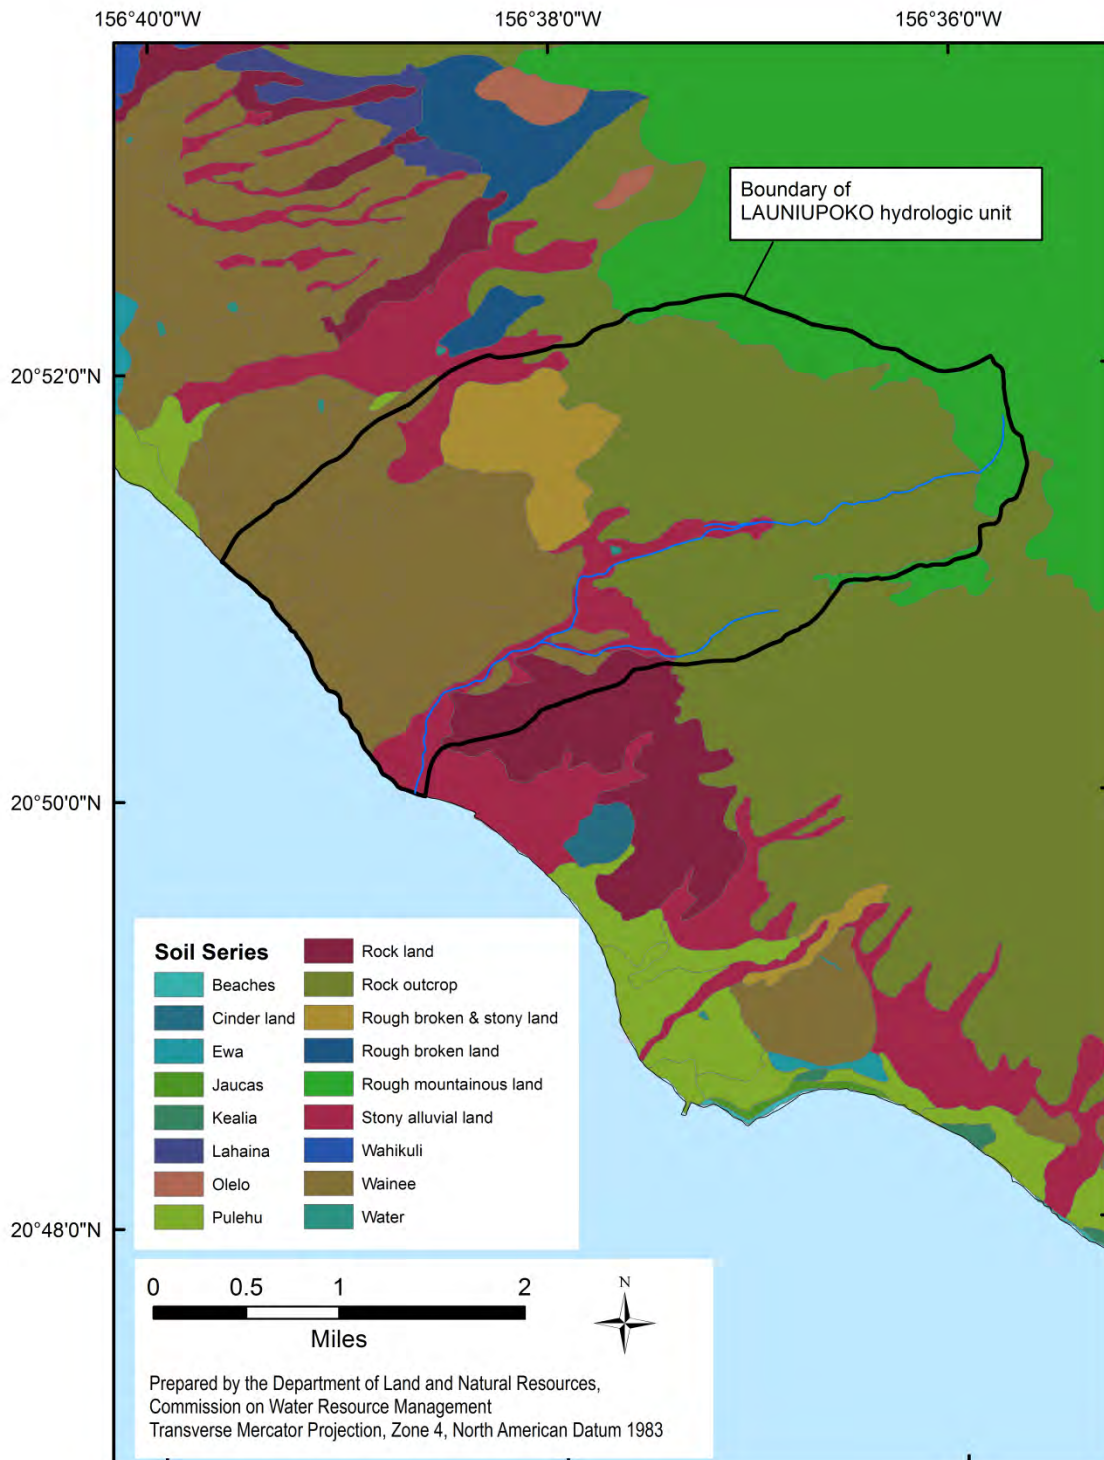 156°40'0"W
156°38'0"W
156°36'0"W
Boundary of
LAUNIUPOKO hydrologic unit
20°52'0"N
20°50'0"N
20°48'0"N
Soil Series
Beaches
Cinder land
Ewa
Jaucas
Kealia
Lahaina
Olelo
Pulehu
Rock land
Rock outcrop
Rough broken & stony land
Rough broken land
Rough mountainous land
Stony alluvial land
Wahikuli
Wainee
Water
0 0.5 1 2
Miles
N
Prepared by the Department of Land and Natural Resources,
Commission on Water Resource Management
Transverse Mercator Projection, Zone 4, North American Datum 1983